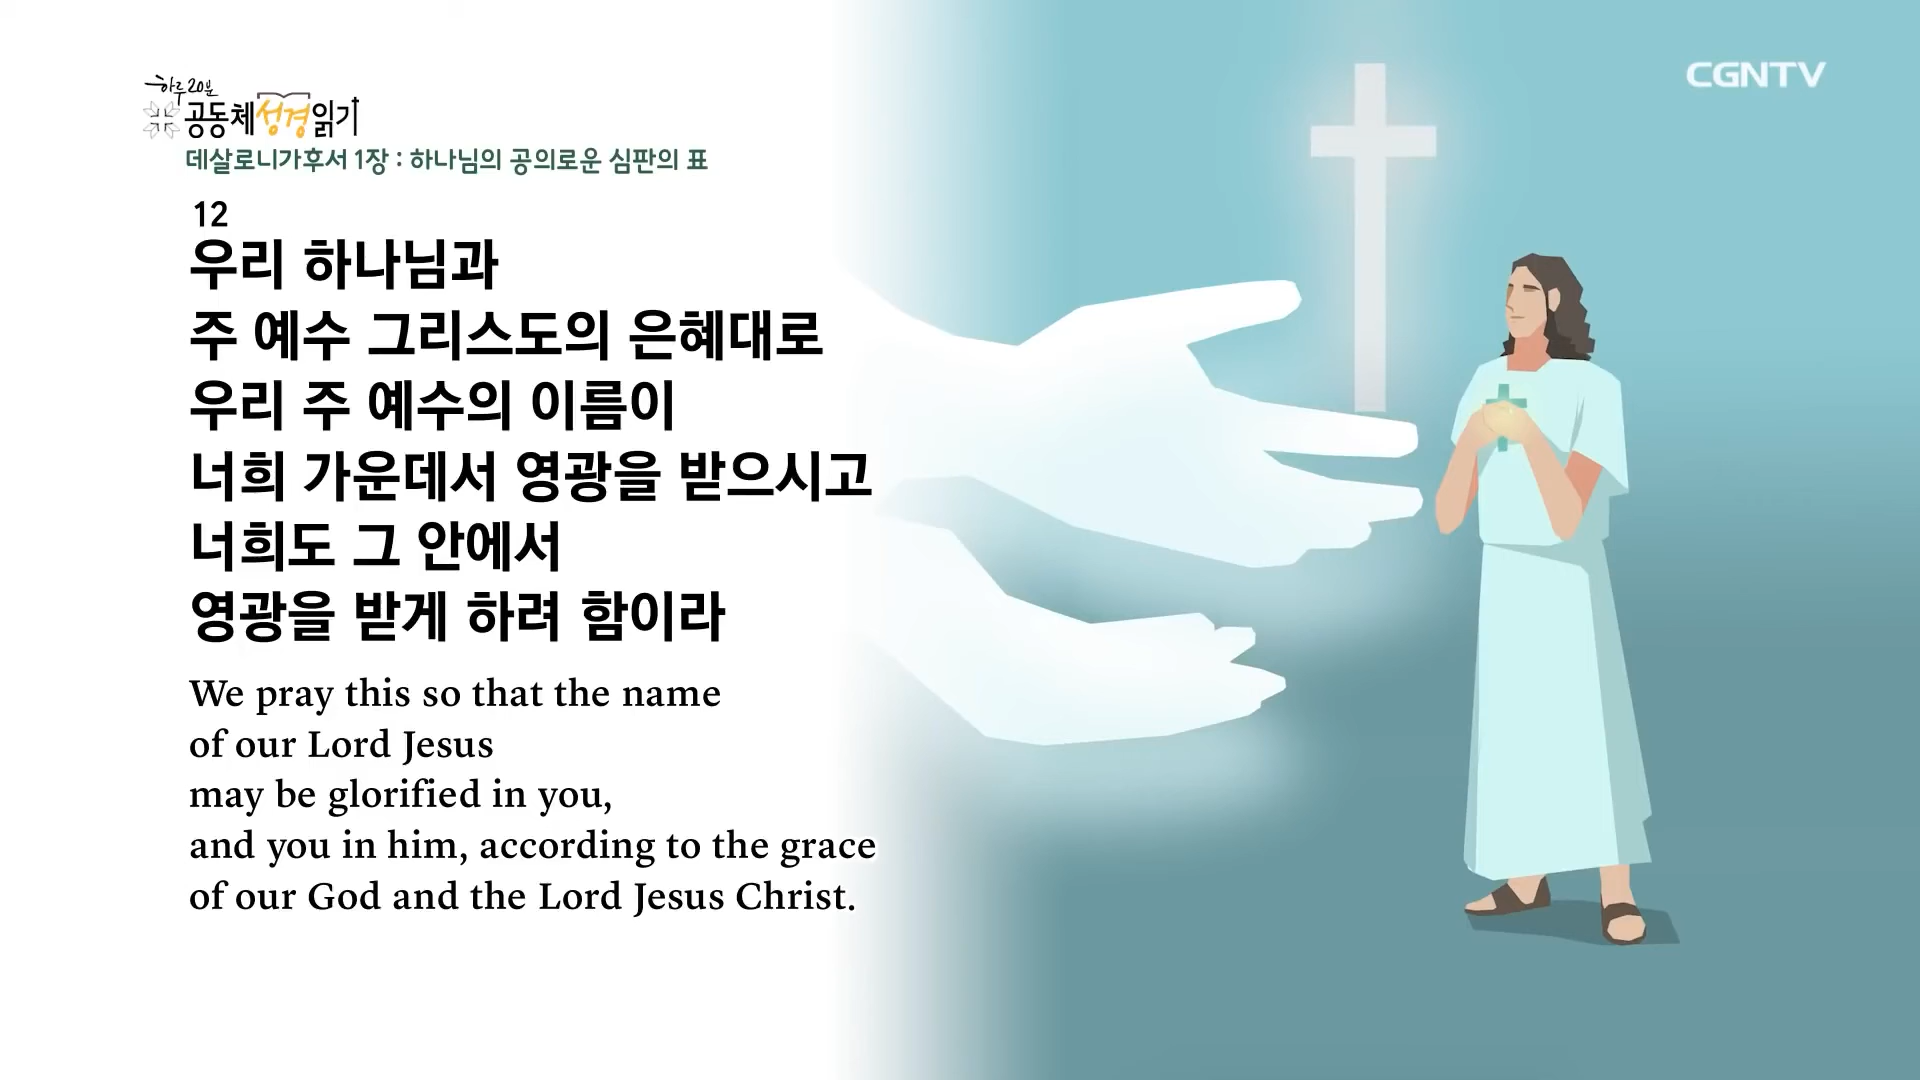 하루 20분
공동체성경읽기
CGNTV
데살로니가후서 1장 : 하나님의 공의로운 심판의 표
12
우리 하나님과
주 예수 그리스도의 은혜대로
우리 주 예수의 이름이
너희 가운데서 영광을 받으시고
너희도 그 안에서
영광을 받게 하려 함이라
We pray this so that the name
of our Lord Jesus
may be glorified in you,
and you in him, according to the grace
of our God and the Lord Jesus Christ.